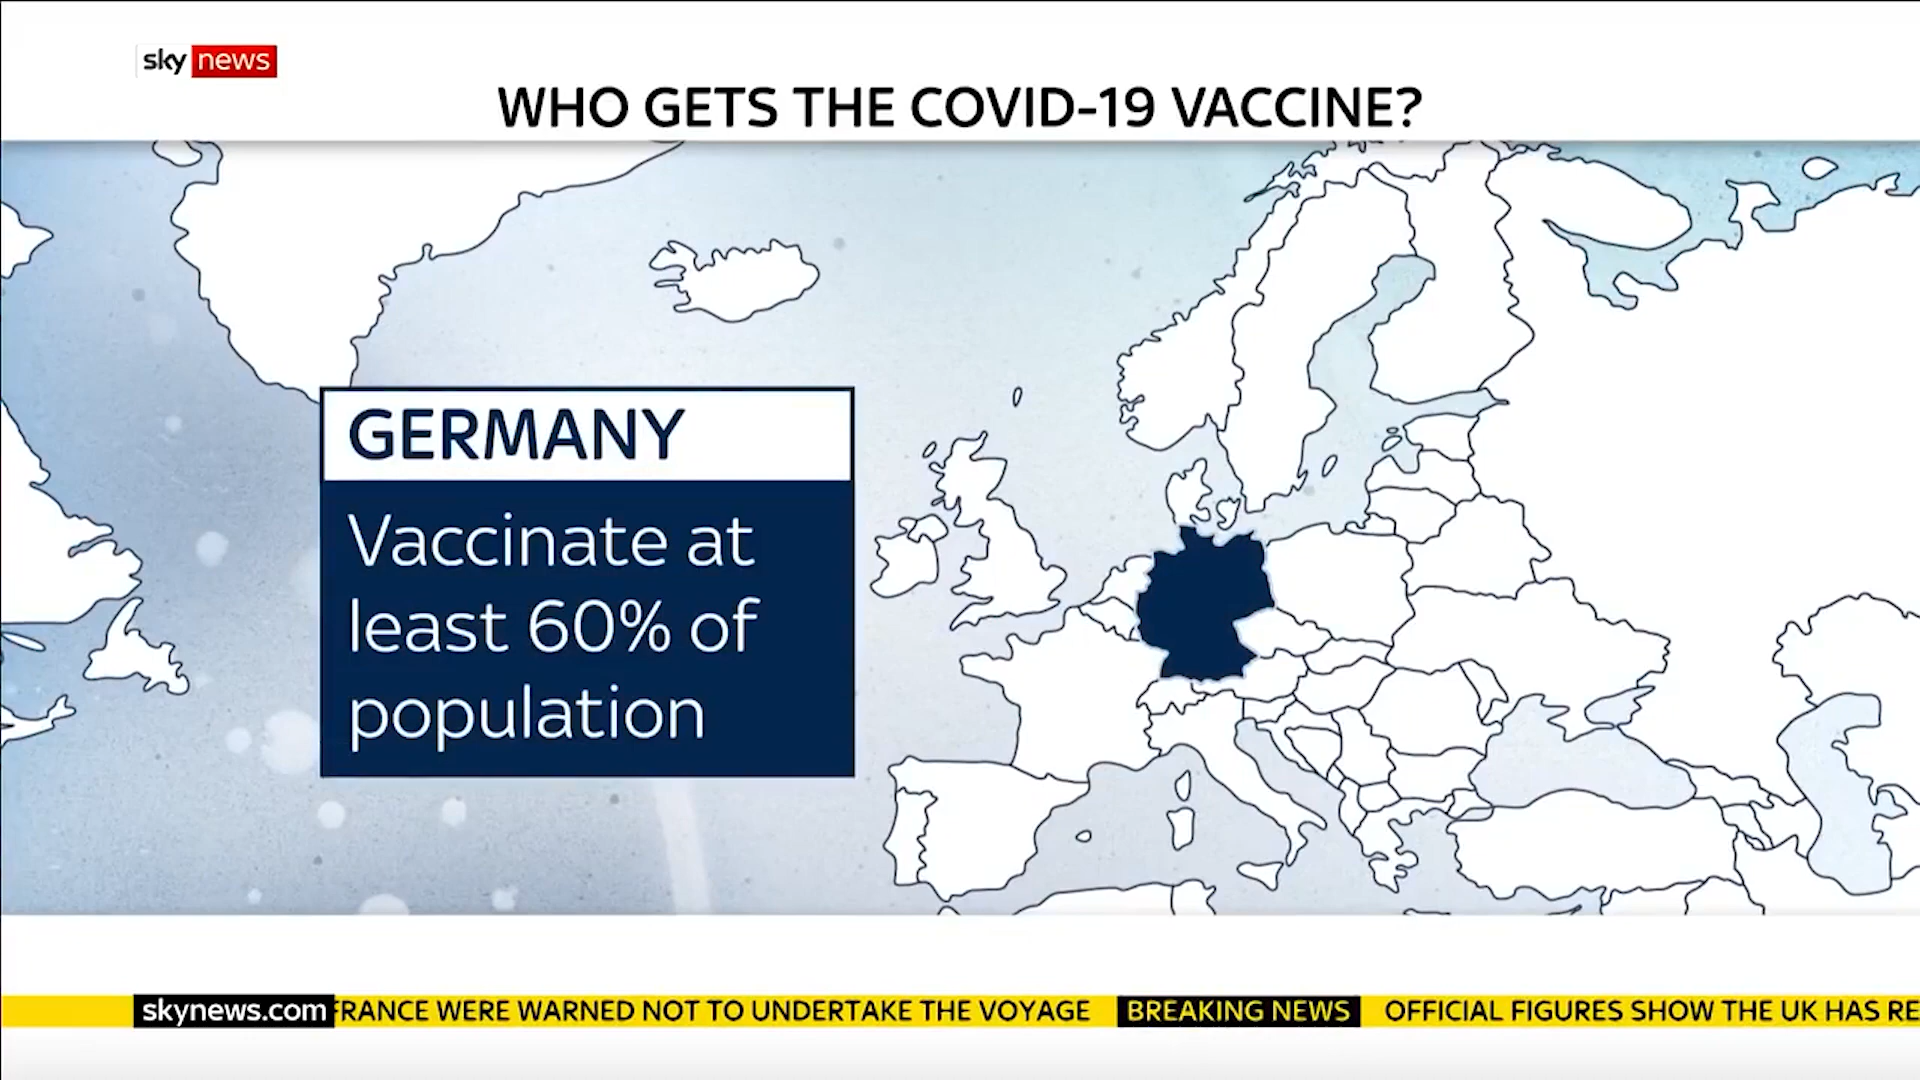 sky news
WHO GETS THE COVID-19 VACCINE?
GERMANY
Vaccinate at
least 60% of
population
skynews.com FRANCE WERE WARNED NOT TO UNDERTAKE THE VOYAGE BREAKING NEWS OFFICIAL FIGURES SHOW THE UK HAS RE